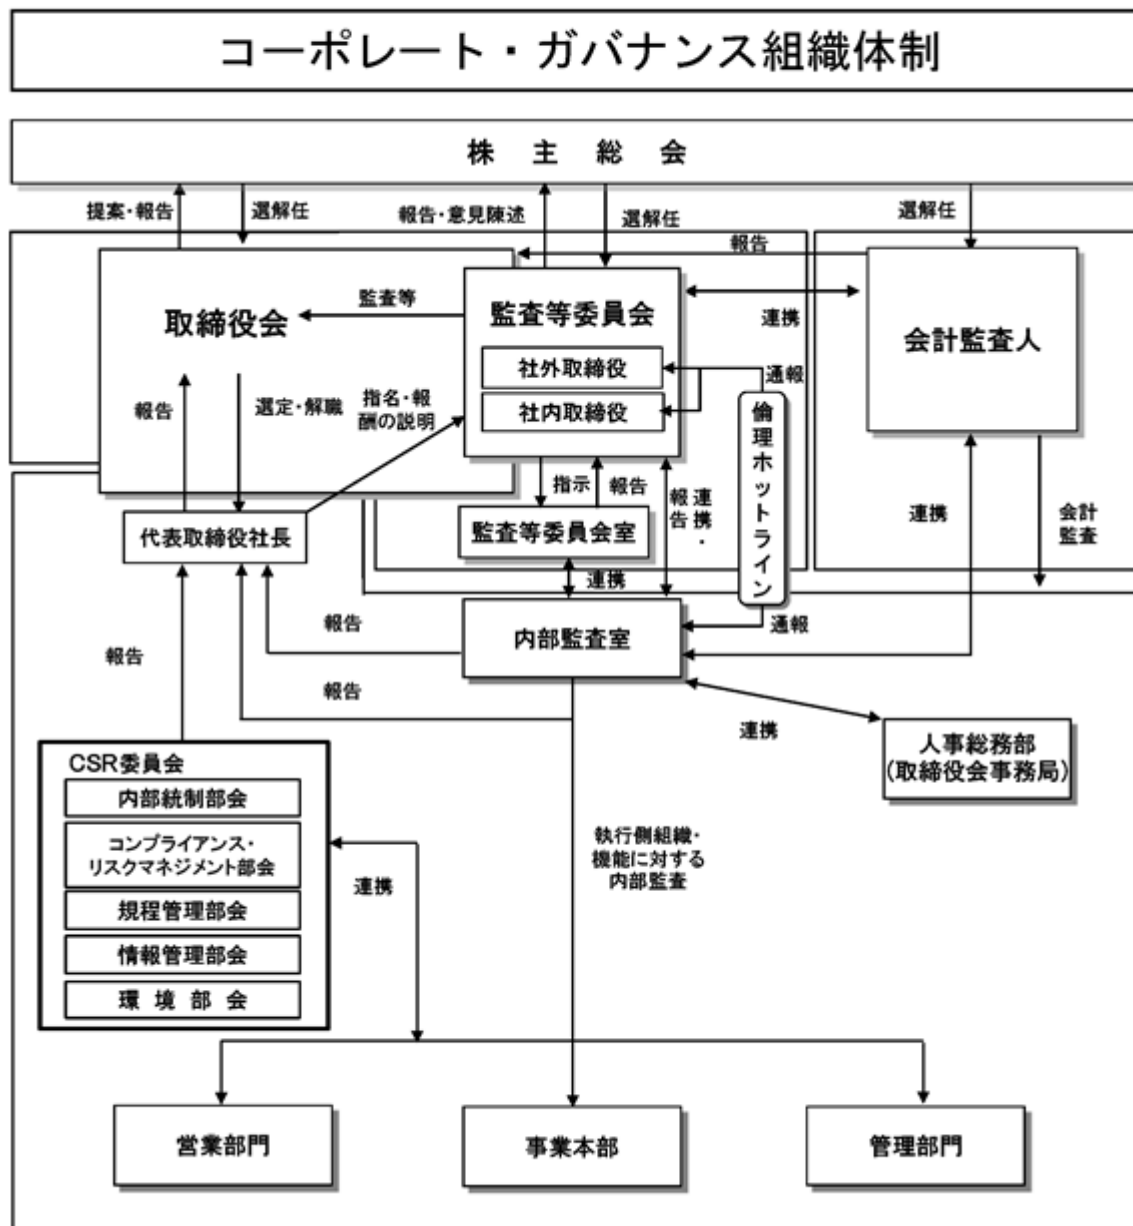 コーポレート・ガバナンス組織体制
株主総会
提案・報告
選解任
報告・意見陳述
選解任
選解任
報告
取締役会
監査等
監査等委員会
社外取締役
社内取締役
連携
会計監査人
通報
倫理ホットライン
報告
選定・解職
指名・報
酬の説明
指示
報告
連携・
報告
連携
会計
監査
代表取締役社長
監査等委員会室
連携
内部監査室
通報
報告
報告
報告
連携
人事総務部
(取締役会事務局)
CSR委員会
内部統制部会
コンプライアンス・
リスクマネジメント部会
規程管理部会
情報管理部会
環境部会
連携
執行側組織・
機能に対する
内部監査
営業部門
事業本部
管理部門